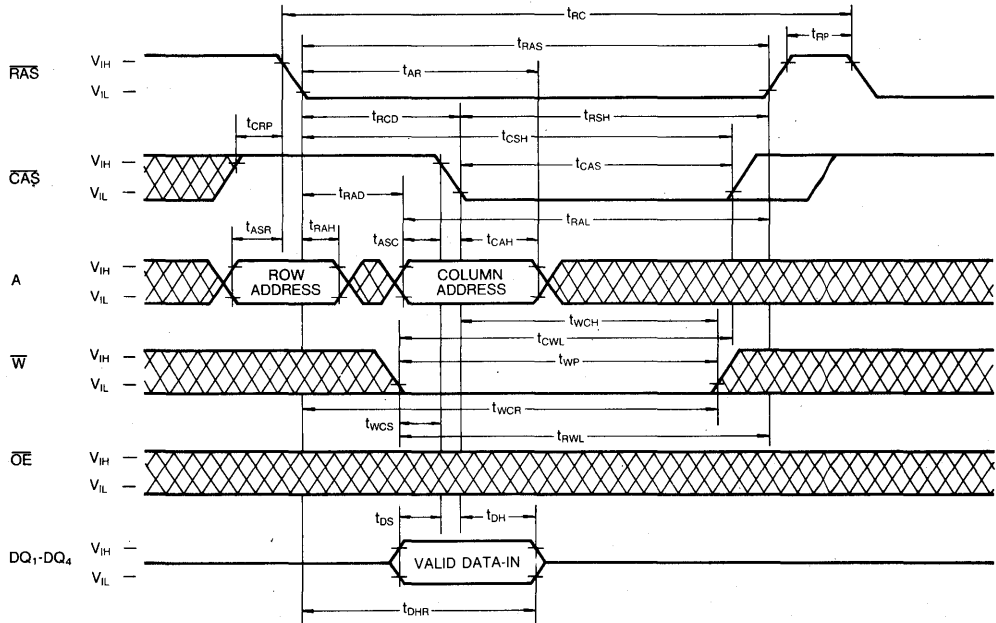 tRC
tRP
tRAS
tAR
RAS
VIH
VIL
tRCD
tRSH
tCRP
tCSH
CAS
VIH
VIL
tCAS
tRAD
tRAL
tASR
tRAH
tASC
tCAH
A
VIH
VIL
ROW ADDRESS
COLUMN ADDRESS
tWCH
tCWL
W
VIH
VIL
tWP
tWCR
tWCS
tRWL
OE
VIH
VIL
tDS
tDH
DQ1-DQ4
VIH
VIL
VALID DATA-IN
tDHR